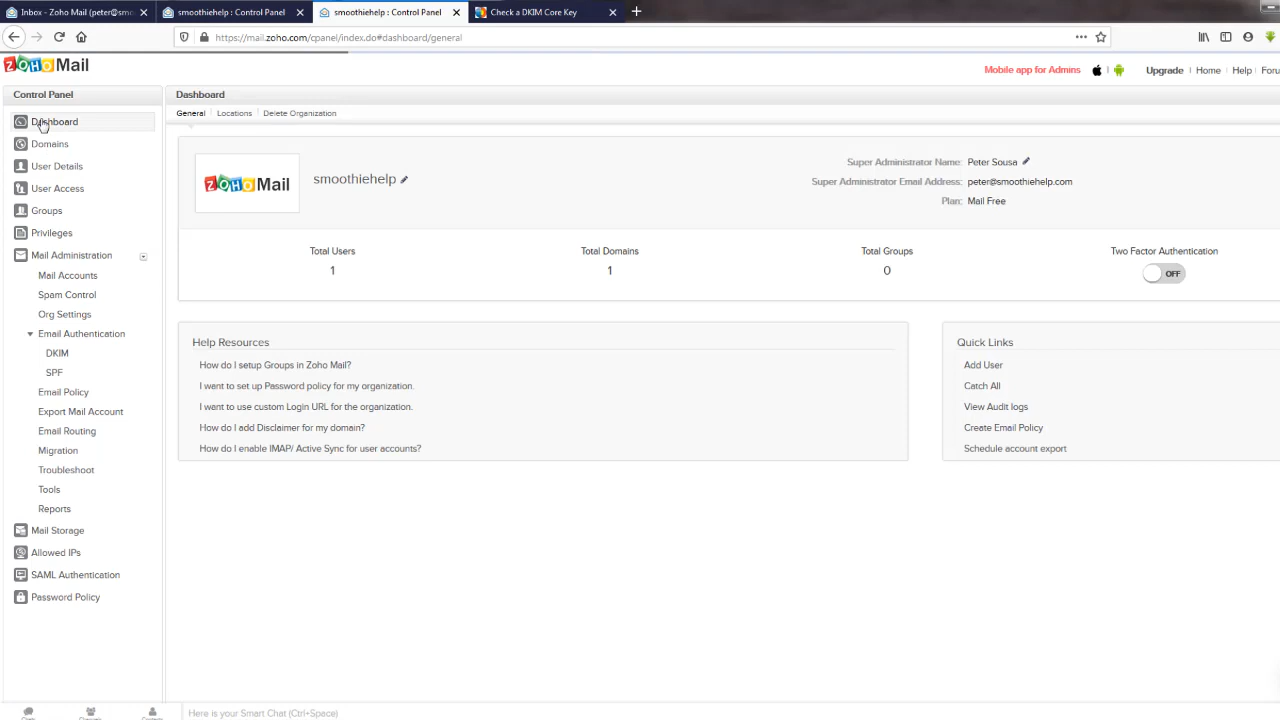 Inbox - Zoho Mail (peter@smo
smoothiehelp : Control Panel
smoothiehelp : Control Panel
Check a DKIM Core Key
https://mail.zoho.com/cpanel/index.do#dashboard/general
ZOHO Mail
Mobile app for Admins
Upgrade | Home | Help | Foru
Control Panel
Dashboard
Domains
User Details
User Access
Groups
Privileges
Mail Administration
Mail Accounts
Spam Control
Org Settings
Email Authentication
DKIM
SPF
Email Policy
Export Mail Account
Email Routing
Migration
Troubleshoot
Tools
Reports
Mail Storage
Allowed IPs
SAML Authentication
Password Policy
Dashboard
General | Locations | Delete Organization
ZOHO Mail
smoothiehelp
Super Administrator Name: Peter Sousa
Super Administrator Email Address: peter@smoothiehelp.com
Plan: Mail Free
Total Users
1
Total Domains
1
Total Groups
0
Two Factor Authentication
OFF
Help Resources
How do I setup Groups in Zoho Mail?
I want to set up Password policy for my organization.
I want to use custom Login URL for the organization.
How do I add Disclaimer for my domain?
How do I enable IMAP/ Active Sync for user accounts?
Quick Links
Add User
Catch All
View Audit logs
Create Email Policy
Schedule account export
Here is your Smart Chat (Ctrl+Space)